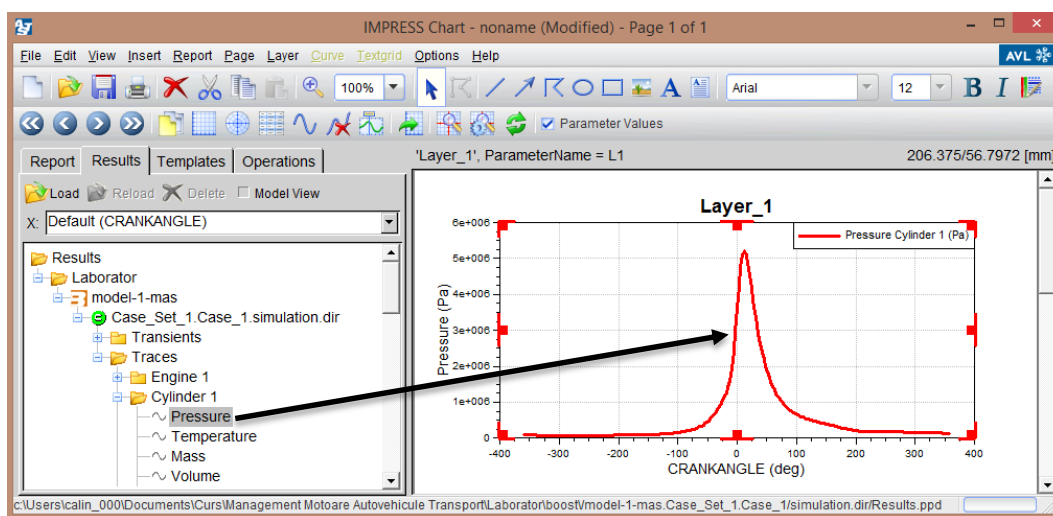 IMPRESS Chart - noname (Modified) - Page 1 of 1
File Edit View Insert Report Page Layer Curve Textgrid Options Help
AVL
100% A Arial 12 B I
Parameter Values
Report Results Templates Operations
'Layer_1', ParameterName = L1 206.375/56.7972 [mm]
Load Reload Delete Model View
X: Default (CRANKANGLE)
Results
Laborator
model-1-mas
Case_Set_1.Case_1.simulation.dir
Transients
Traces
Engine 1
Cylinder 1
Pressure
Temperature
Mass
Volume
Layer_1
Pressure Cylinder 1 (Pa)
6e+006
5e+006
4e+006
3e+006
2e+006
1e+006
0
Pressure (Pa)
-400 -300 -200 -100 0 100 200 300 400
CRANKANGLE (deg)
c:\Users\calin_000\Documents\Curs\Management Motoare Autovehicule Transport\Laborator\boost\/model-1-mas.Case_Set_1.Case_1/simulation.dir/Results.ppd